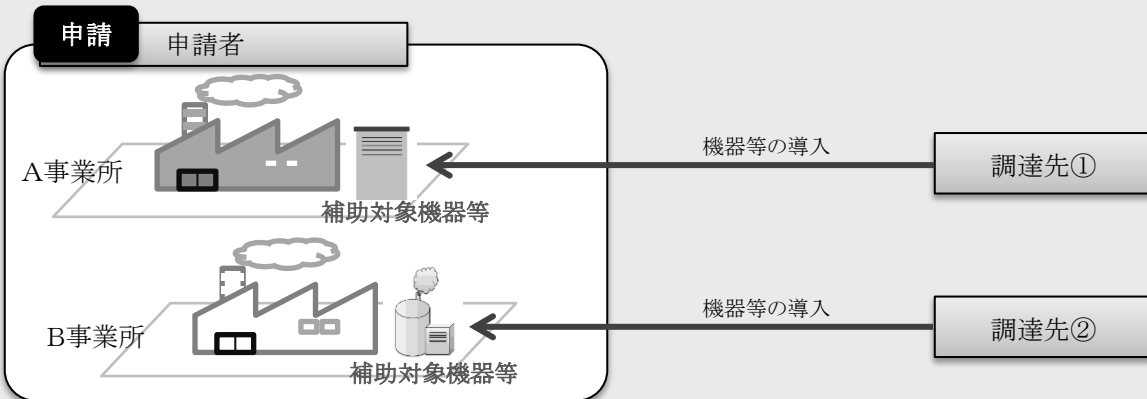 申請
申請者
A事業所
補助対象機器等
機器等の導入
調達先①
B事業所
補助対象機器等
機器等の導入
調達先②